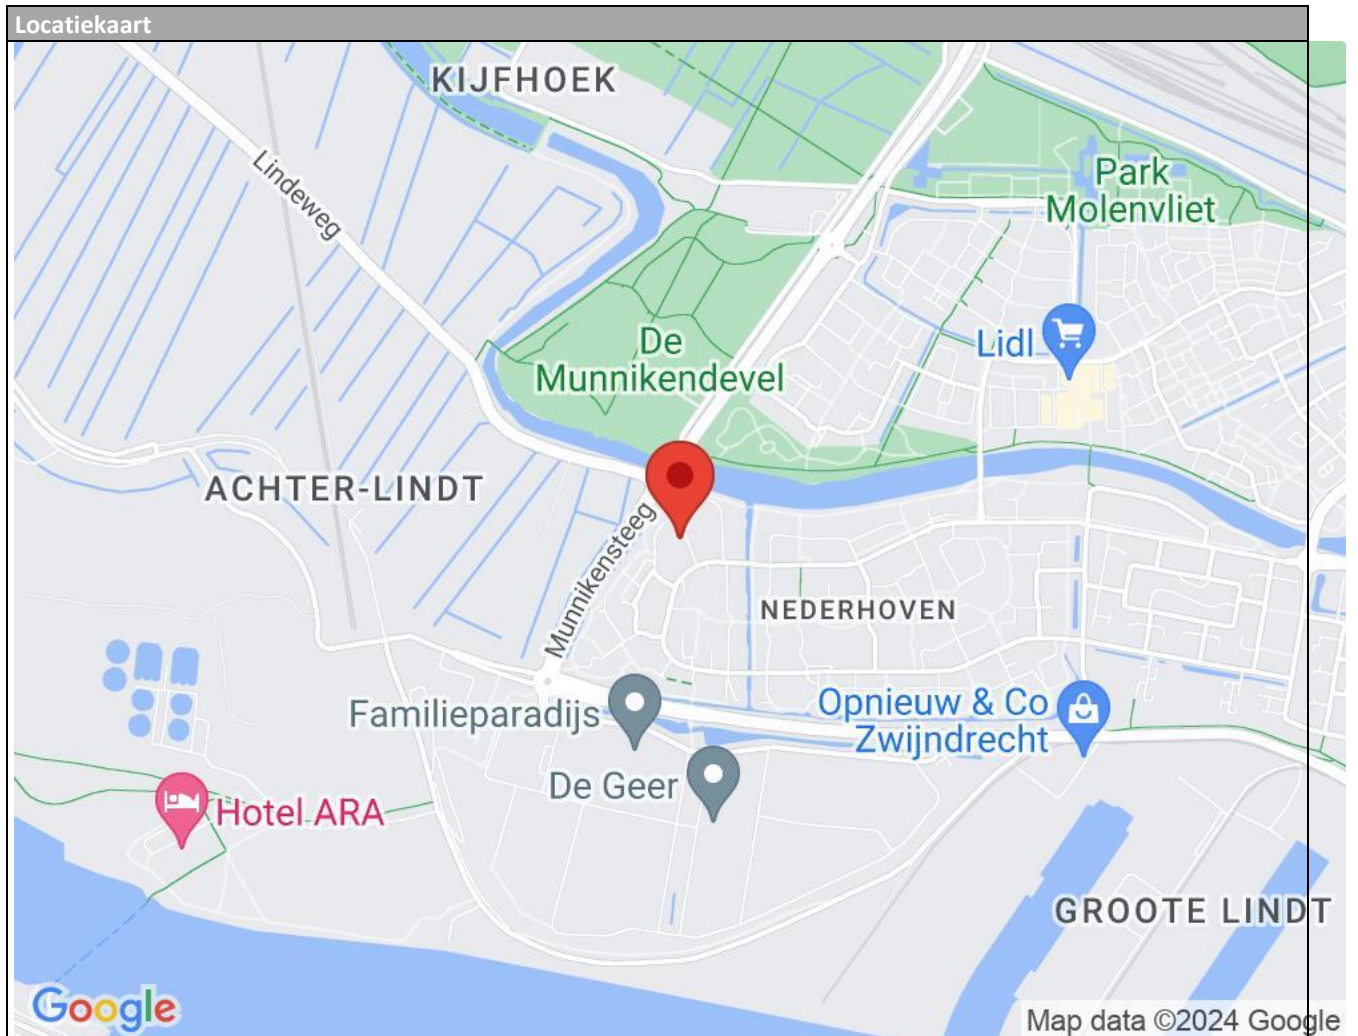 Locatiekaart
KIJFHOEK
Lindeweg
Park
Molenvliet
Lidl
De
Munnikendevel
ACHTER-LINDT
Munnikensteeg
NEDERHOVEN
Familieparadijs
Opnieuw & Co
Zwijndrecht
De Geer
Hotel ARA
GROOTE LINDT
Google
Map data ©2024 Google